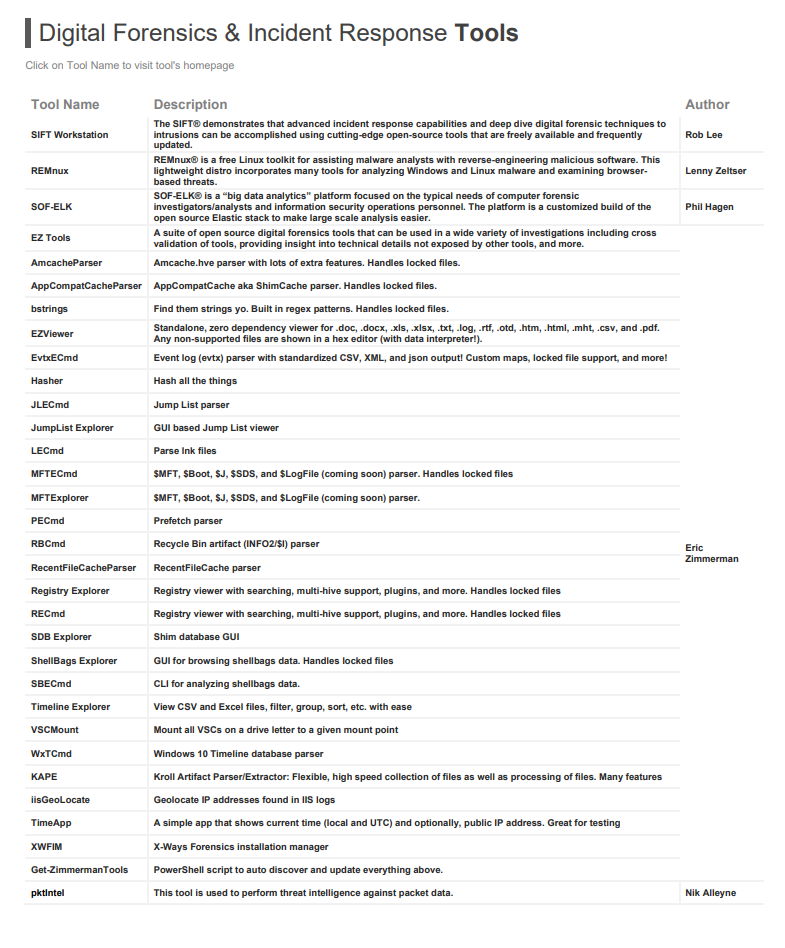 Digital Forensics & Incident Response Tools
Click on Tool Name to visit tool's homepage
Tool Name Description Author
SIFT Workstation
The SIFT® demonstrates that advanced incident response capabilities and deep dive digital forensic techniques to
intrusions can be accomplished using cutting-edge open-source tools that are freely available and frequently
updated.
Rob Lee
REMnux
REMnux® is a free Linux toolkit for assisting malware analysts with reverse-engineering malicious software. This
lightweight distro incorporates many tools for analyzing Windows and Linux malware and examining browser-
based threats.
Lenny Zeltser
SOF-ELK
SOF-ELK® is a “big data analytics” platform focused on the typical needs of computer forensic
investigators/analysts and information security operations personnel. The platform is a customized build of the
open source Elastic stack to make large scale analysis easier.
Phil Hagen
EZ Tools
A suite of open source digital forensics tools that can be used in a wide variety of investigations including cross
validation of tools, providing insight into technical details not exposed by other tools, and more.
AmcacheParser Amcache.hve parser with lots of extra features. Handles locked files.
AppCompatCacheParser AppCompatCache aka ShimCache parser. Handles locked files.
bstrings Find them strings yo. Built in regex patterns. Handles locked files.
EZViewer
Standalone, zero dependency viewer for .doc, .docx, .xls, .xlsx, .txt, .log, .rtf, .otd, .htm, .html, .mht, .csv, and .pdf.
Any non-supported files are shown in a hex editor (with data interpreter!).
EvtxECmd Event log (evtx) parser with standardized CSV, XML, and json output! Custom maps, locked file support, and more!
Hasher Hash all the things
JLECmd Jump List parser
JumpList Explorer GUI based Jump List viewer
LECmd Parse lnk files
MFTECmd $MFT, $Boot, $J, $SDS, and $LogFile (coming soon) parser. Handles locked files
MFTExplorer $MFT, $Boot, $J, $SDS, and $LogFile (coming soon) parser.
PECmd Prefetch parser
RBCmd Recycle Bin artifact (INFO2/$I) parser
Eric
Zimmerman
RecentFileCacheParser RecentFileCache parser
Registry Explorer Registry viewer with searching, multi-hive support, plugins, and more. Handles locked files
RECmd Registry viewer with searching, multi-hive support, plugins, and more. Handles locked files
SDB Explorer Shim database GUI
ShellBags Explorer GUI for browsing shellbags data. Handles locked files
SBECmd CLI for analyzing shellbags data.
Timeline Explorer View CSV and Excel files, filter, group, sort, etc. with ease
VSCMount Mount all VSCs on a drive letter to a given mount point
WxTCmd Windows 10 Timeline database parser
KAPE Kroll Artifact Parser/Extractor: Flexible, high speed collection of files as well as processing of files. Many features
iisGeoLocate Geolocate IP addresses found in IIS logs
TimeApp A simple app that shows current time (local and UTC) and optionally, public IP address. Great for testing
XWFIM X-Ways Forensics installation manager
Get-ZimmermanTools PowerShell script to auto discover and update everything above.
pktIntel This tool is used to perform threat intelligence against packet data. Nik Alleyne